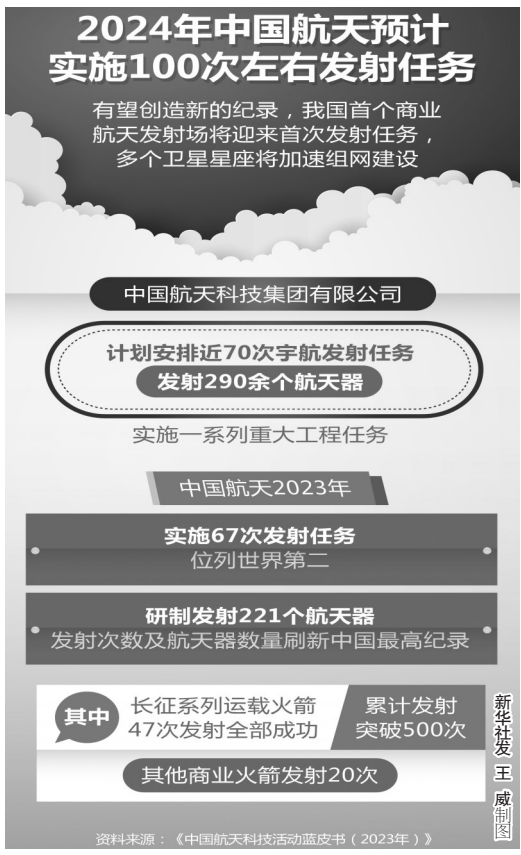 2024年中国航天预计
实施100次左右发射任务
有望创造新的纪录，我国首个商业
航天发射场将迎来首次发射任务，
多个卫星星座将加速组网建设
中国航天科技集团有限公司
计划安排近70次宇航发射任务
发射290余个航天器
实施一系列重大工程任务
中国航天2023年
实施67次发射任务
位列世界第二
研制发射221个航天器
发射次数及航天器数量刷新中国最高纪录
其中
长征系列运载火箭
47次发射全部成功
累计发射
突破500次
其他商业火箭发射20次
新华社发 王 威制图
资料来源：《中国航天科技活动蓝皮书（2023年）》